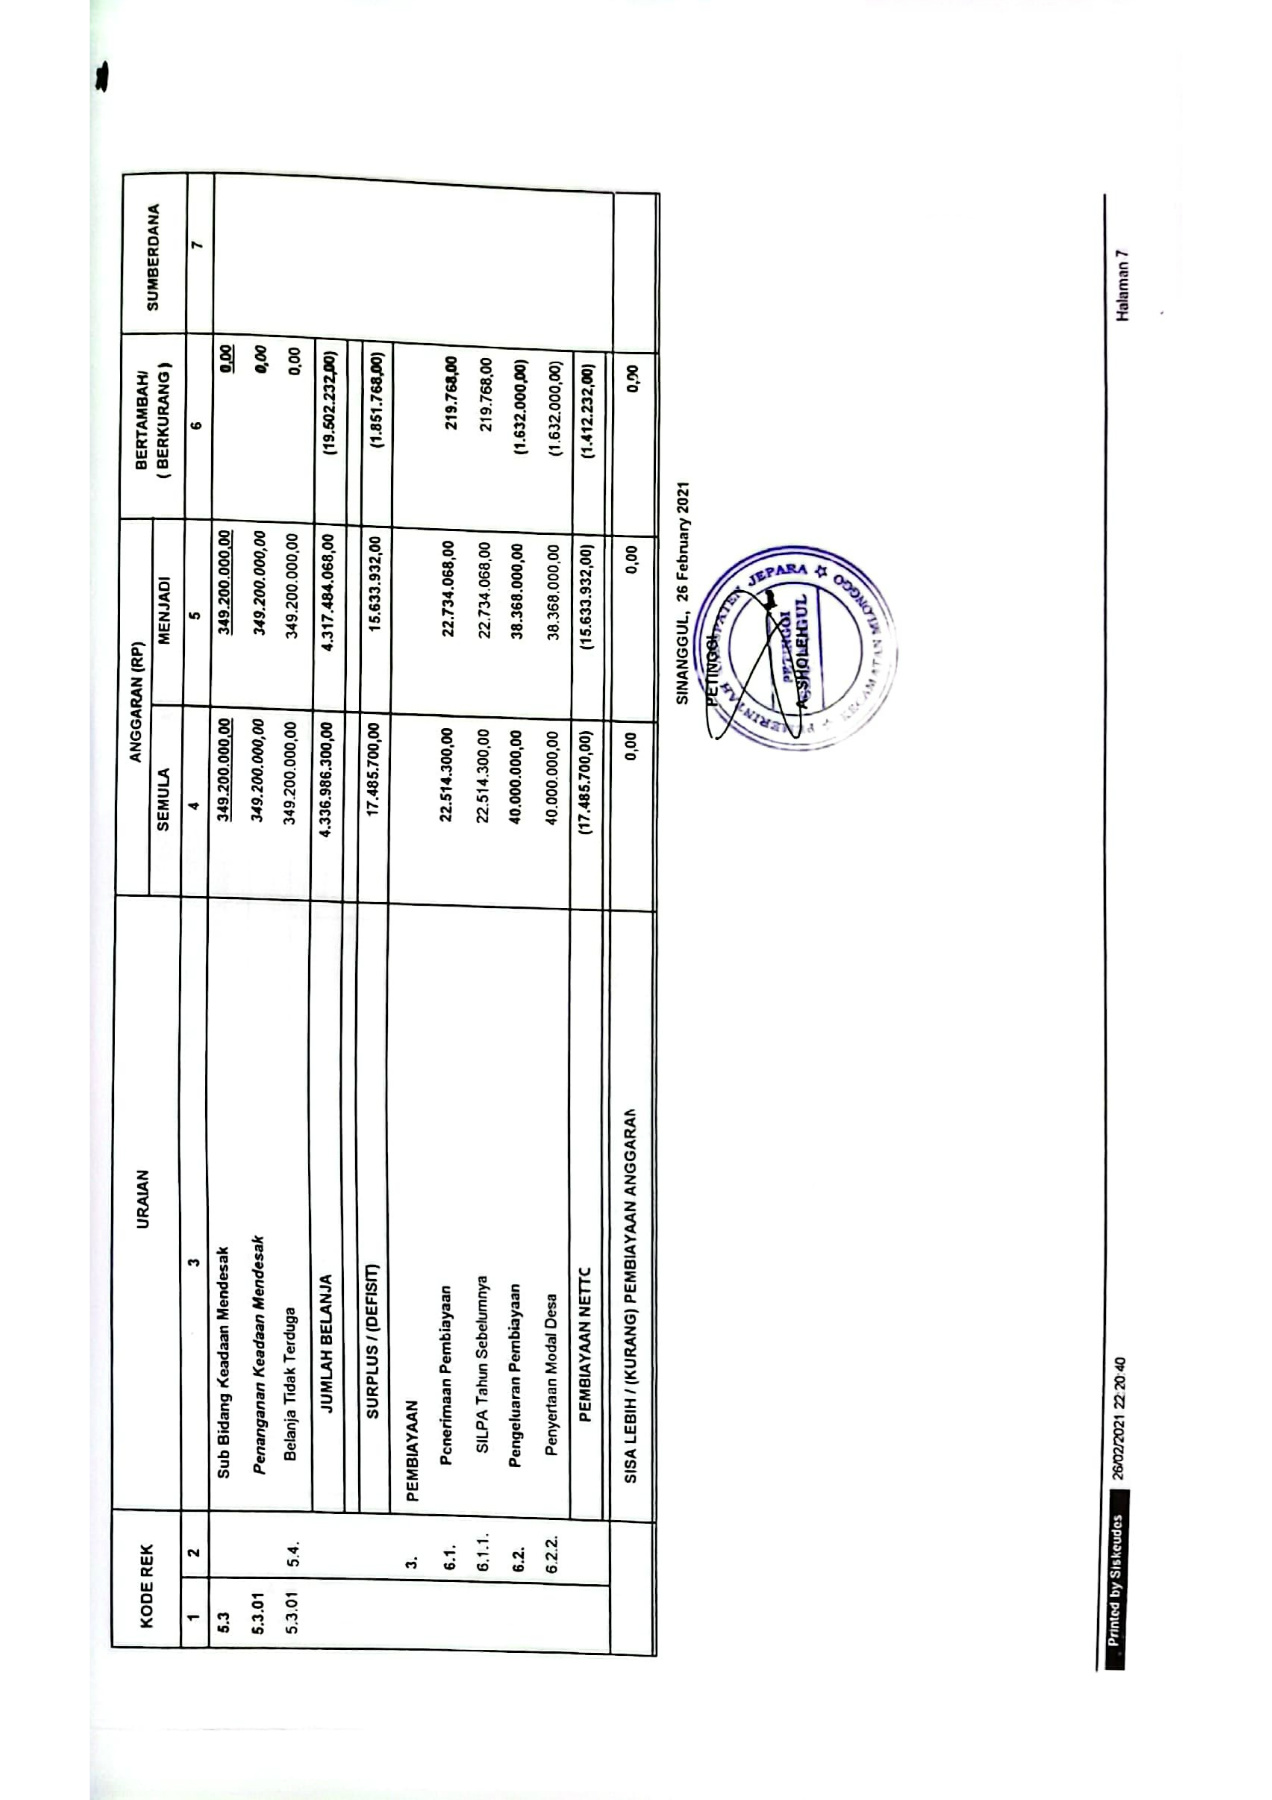 KODE REK URAIAN ANGGARAN (RP) BERTAMBAH/ ( BERKURANG ) SUMBERDANA
SEMULA MENJADI
1 2 3 4 5 6 7
5.3 Sub Bidang Keadaan Mendesak 349.200.000,00 349.200.000,00 0,00
5.3.01 Penanganan Keadaan Mendesak 349.200.000,00 349.200.000,00 0,00
5.3.01 5.4. Belanja Tidak Terduga 349.200.000,00 349.200.000,00 0,00
JUMLAH BELANJA 4.336.986.300,00 4.317.484.068,00 (19.502.232,00)
SURPLUS / (DEFISIT) 17.485.700,00 15.633.932,00 (1.851.768,00)
3. PEMBIAYAAN
6.1. Penerimaan Pembiayaan 22.514.300,00 22.734.068,00 219.768,00
6.1.1. SILPA Tahun Sebelumnya 22.514.300,00 22.734.068,00 219.768,00
6.2. Pengeluaran Pembiayaan 40.000.000,00 38.368.000,00 (1.632.000,00)
6.2.2. Penyertaan Modal Desa 40.000.000,00 38.368.000,00 (1.632.000,00)
PEMBIAYAAN NETTC (17.485.700,00) (15.633.932,00) (1.412.232,00)
SISA LEBIH / (KURANG) PEMBIAYAAN ANGGARAN 0,00 0,00 0,00
SINANGGUL, 26 February 2021
PETINGGI
PEMERINTAH KABUPATEN JEPARA
PETINGGI
KECAMATAN MLONGGO
A. SHOLEH
Printed by Siskeudes 26/02/2021 22:20:40 Halaman 7